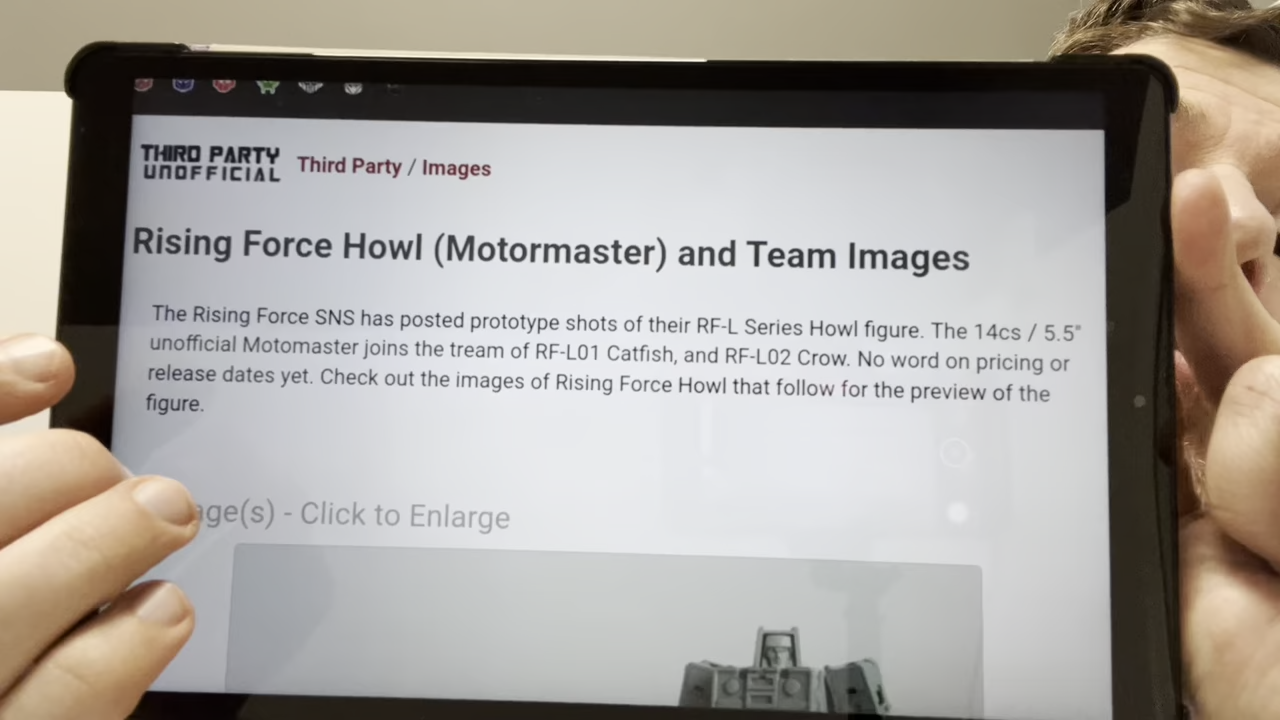 THIRD PARTY
UNOFFICIAL
Third Party / Images
Rising Force Howl (Motormaster) and Team Images
The Rising Force SNS has posted prototype shots of their RF-L Series Howl figure. The 14cs / 5.5"
unofficial Motomaster joins the tream of RF-L01 Catfish, and RF-L02 Crow. No word on pricing or
release dates yet. Check out the images of Rising Force Howl that follow for the preview of the
figure.
age(s) - Click to Enlarge